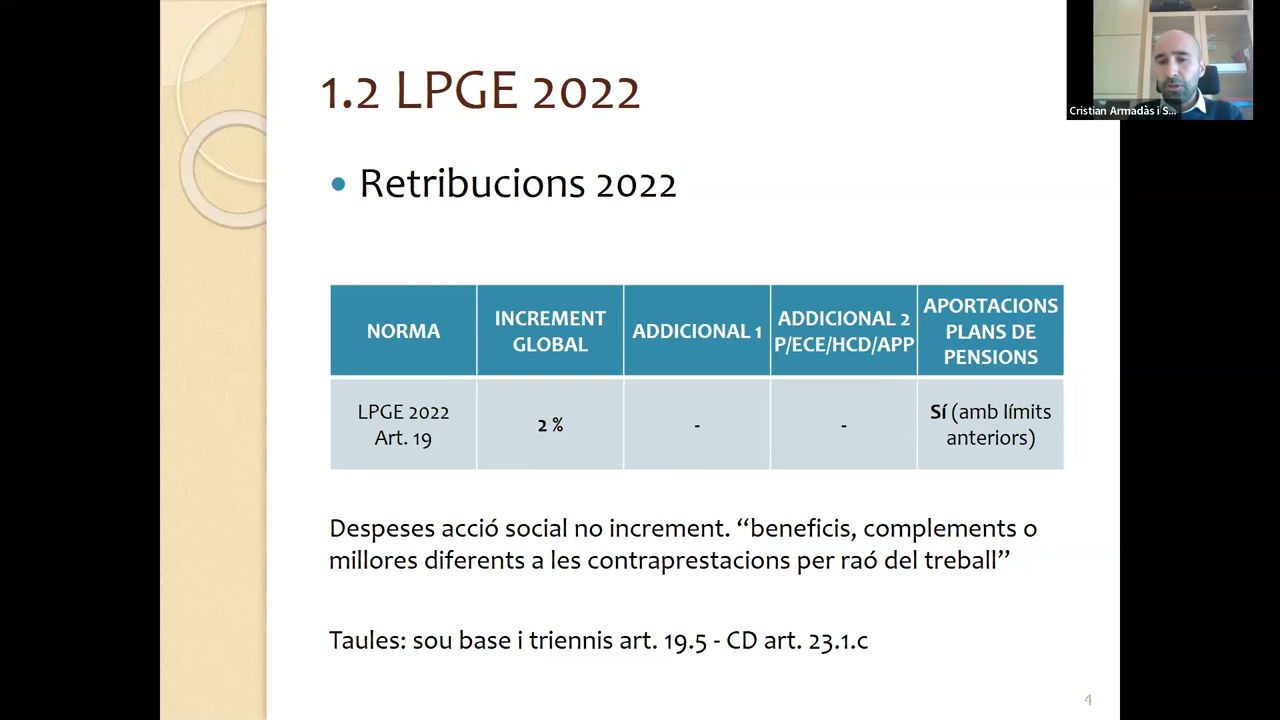 1.2 LPGE 2022
Cristian Armadàs i S...
• Retribucions 2022
NORMA
INCREMENT
GLOBAL
ADDICIONAL 1
ADDICIONAL 2
P/ECE/HCD/APP
APORTACIONS
PLANS DE
PENSIONS
LPGE 2022
Art. 19
2 %
-
-
Sí (amb límits
anteriors)
Despeses acció social no increment. “beneficis, complements o
millores diferents a les contraprestacions per raó del treball”
Taules: sou base i triennis art. 19.5 - CD art. 23.1.c
4